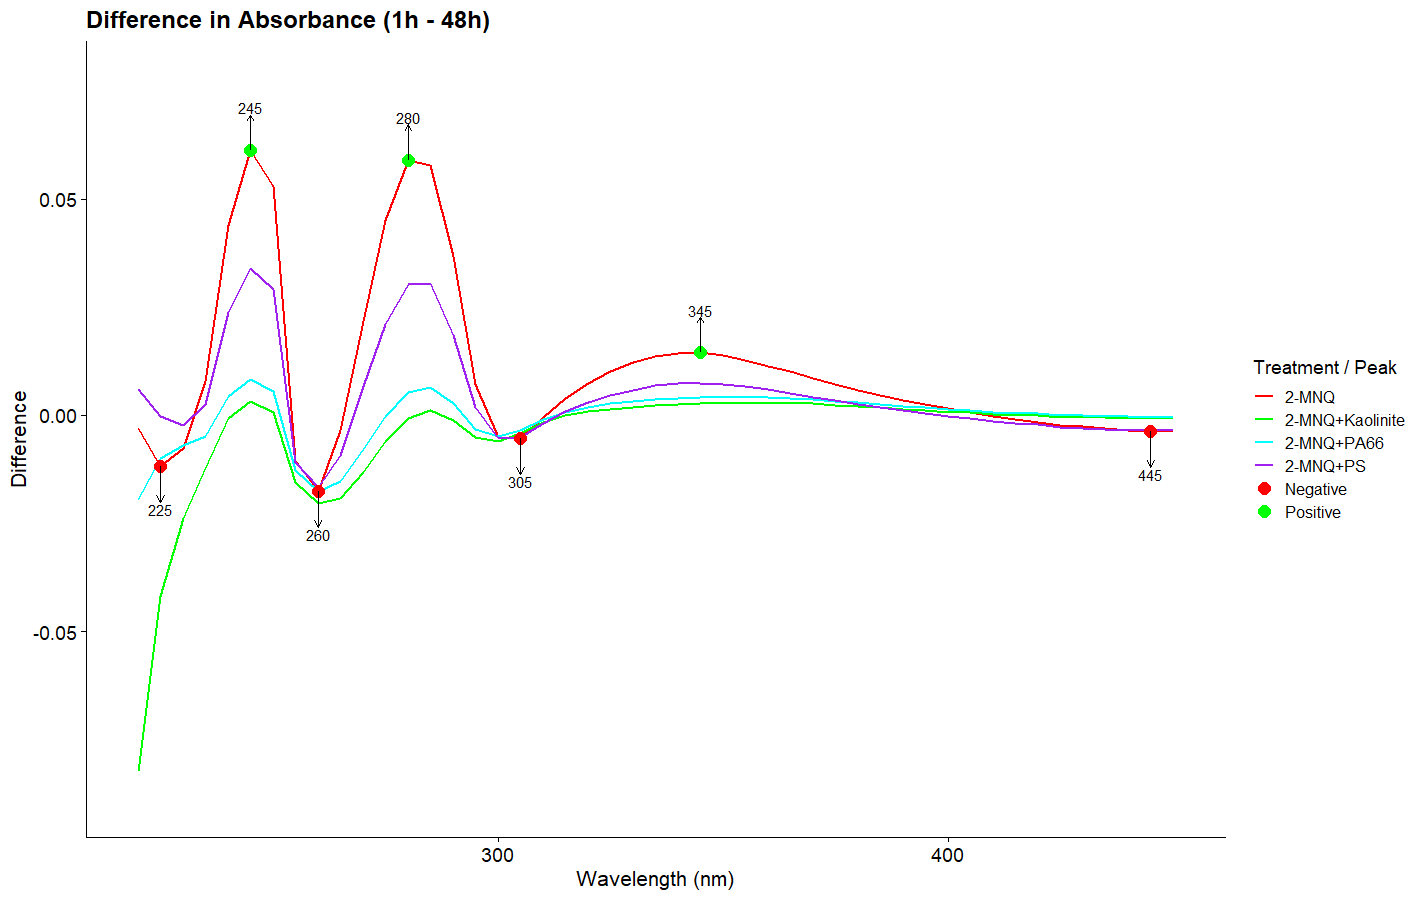 Difference in Absorbance (1h - 48h)
245
280
0.05
345
Treatment / Peak
2-MNQ
2-MNQ+Kaolinite
2-MNQ+PA66
2-MNQ+PS
Negative
Positive
0.00
Difference
305
445
225
260
-0.05
300
400
Wavelength (nm)